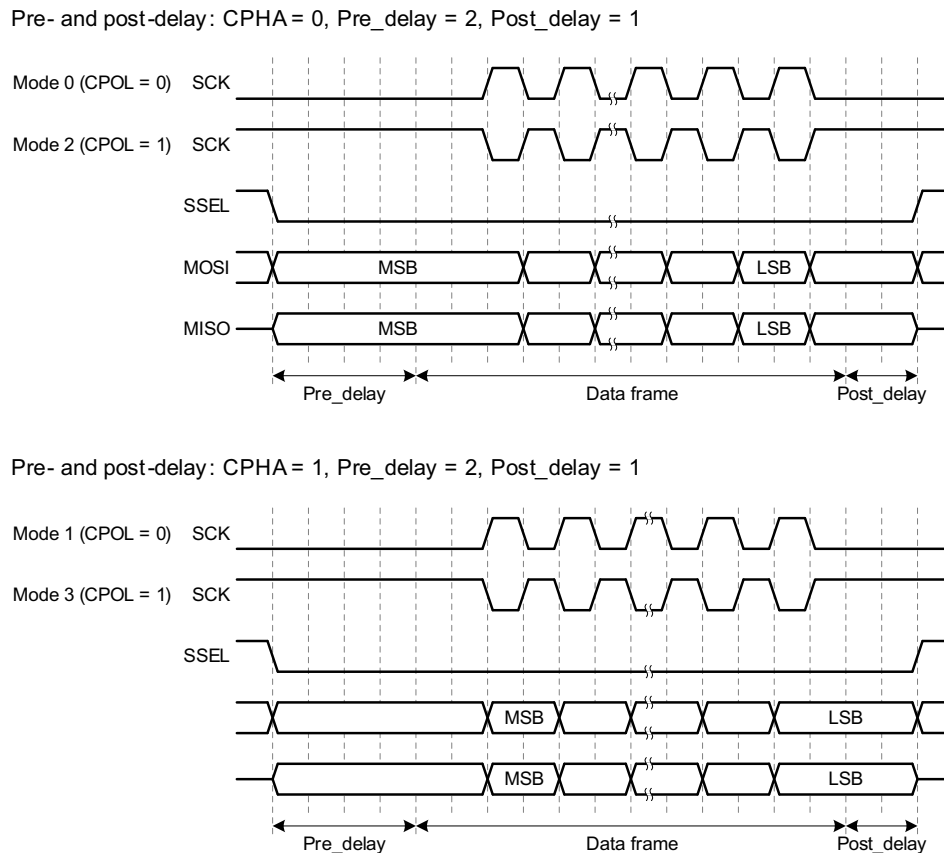 Pre- and post-delay: CPHA = 0, Pre_delay = 2, Post_delay = 1
Mode 0 (CPOL = 0) SCK
Mode 2 (CPOL = 1) SCK
SSEL
MOSI MSB LSB
MISO MSB LSB
Pre_delay Data frame Post_delay
Pre- and post-delay: CPHA = 1, Pre_delay = 2, Post_delay = 1
Mode 1 (CPOL = 0) SCK
Mode 3 (CPOL = 1) SCK
SSEL
MSB LSB
MSB LSB
Pre_delay Data frame Post_delay